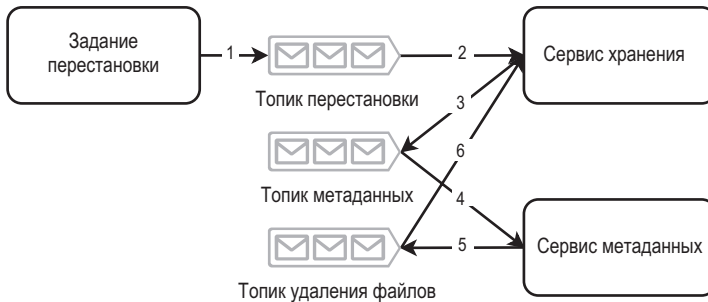 Задание
перестановки
1
2
Сервис хранения
Топик перестановки
3
6
Топик метаданных
4
5
Сервис метаданных
Топик удаления файлов